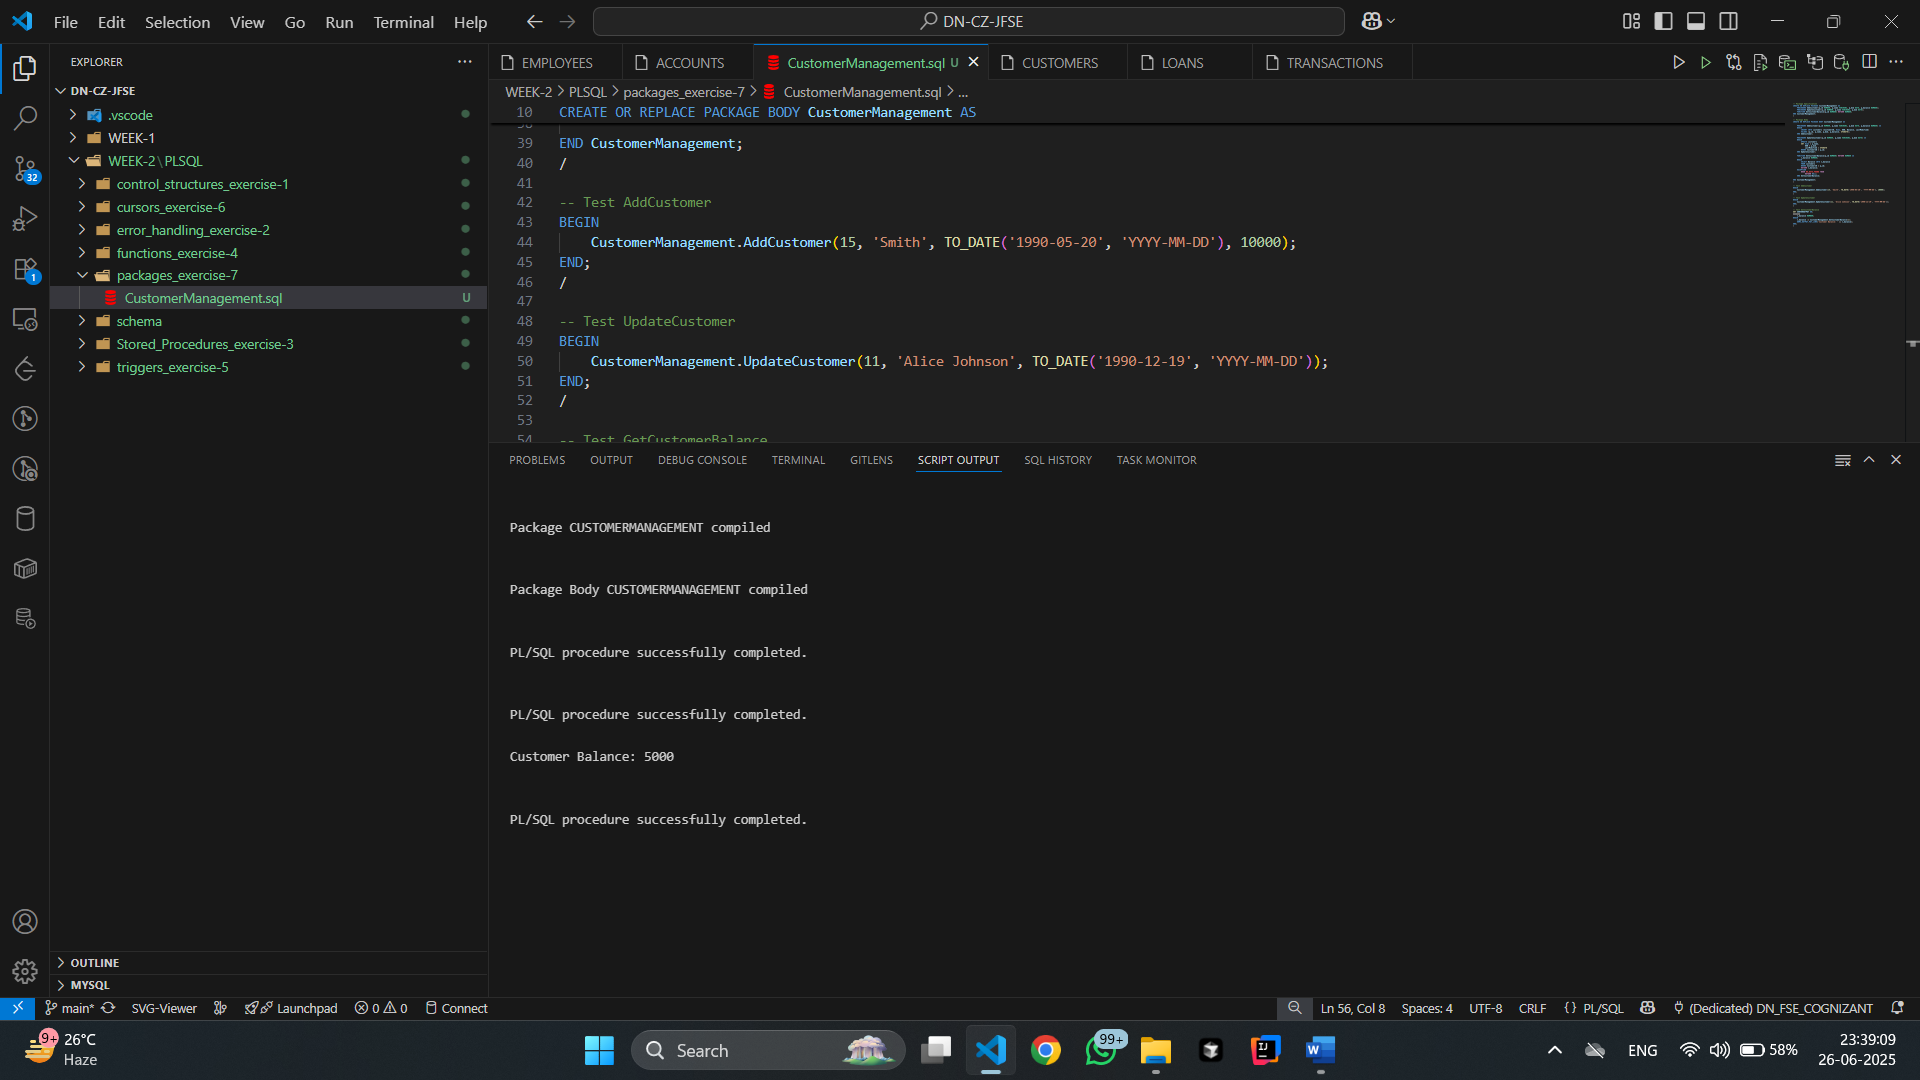 File Edit Selection View Go Run Terminal Help
DN-CZ-JFSE
EXPLORER
DN-CZ-JFSE
.vscode
WEEK-1
WEEK-2\PLSQL
control_structures_exercise-1
cursors_exercise-6
error_handling_exercise-2
functions_exercise-4
packages_exercise-7
CustomerManagement.sql U
schema
Stored_Procedures_exercise-3
triggers_exercise-5
OUTLINE
MYSQL
32
1
EMPLOYEES ACCOUNTS CustomerManagement.sql U CUSTOMERS LOANS TRANSACTIONS
WEEK-2 > PLSQL > packages_exercise-7 > CustomerManagement.sql > ...
10 CREATE OR REPLACE PACKAGE BODY CustomerManagement AS
38
39 END CustomerManagement;
40 /
41
42 -- Test AddCustomer
43 BEGIN
44 CustomerManagement.AddCustomer(15, 'Smith', TO_DATE('1990-05-20', 'YYYY-MM-DD'), 10000);
45 END;
46 /
47
48 -- Test UpdateCustomer
49 BEGIN
50 CustomerManagement.UpdateCustomer(11, 'Alice Johnson', TO_DATE('1990-12-19', 'YYYY-MM-DD'));
51 END;
52 /
53
54 -- Test GetCustomerBalance
PROBLEMS OUTPUT DEBUG CONSOLE TERMINAL GITLENS SCRIPT OUTPUT SQL HISTORY TASK MONITOR
Package CUSTOMERMANAGEMENT compiled
Package Body CUSTOMERMANAGEMENT compiled
PL/SQL procedure successfully completed.
PL/SQL procedure successfully completed.
Customer Balance: 5000
PL/SQL procedure successfully completed.
main* SVG-Viewer Launchpad 0 0 Connect Ln 56, Col 8 Spaces: 4 UTF-8 CRLF {} PL/SQL (Dedicated) DN_FSE_COGNIZANT
9+ 26°C
Haze
Search
99+
ENG
58%
23:39:09
26-06-2025